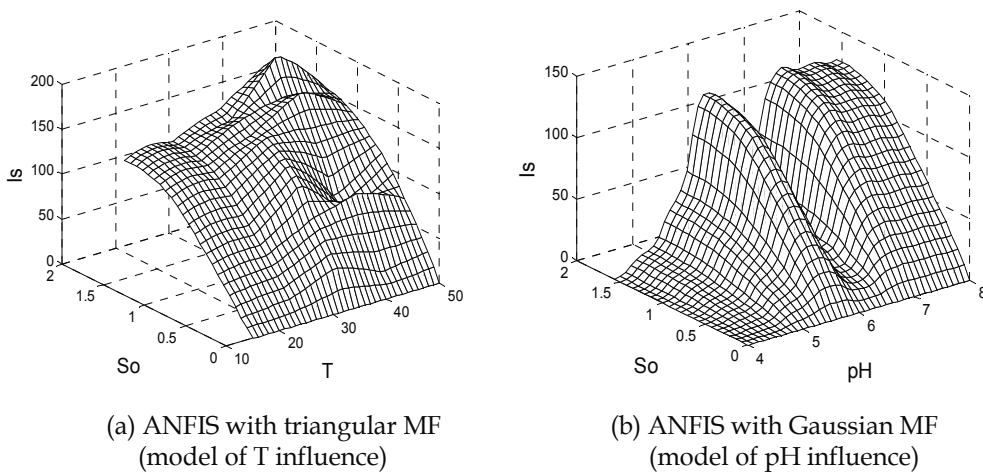 200
150
100
50
0
Is
2
1.5
1
0.5
0
So
10
20
30
40
50
T
150
100
50
0
Is
2
1.5
1
0.5
0
So
4
5
6
7
8
pH
(a) ANFIS with triangular MF
(model of T influence)
(b) ANFIS with Gaussian MF
(model of pH influence)